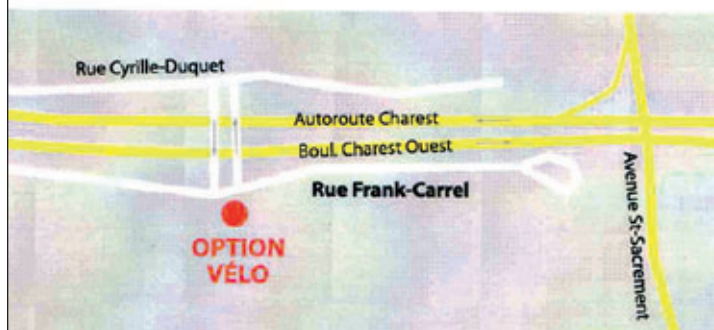 Rue Cyrille-Duquet
Autoroute Charest
Boul. Charest Ouest
Rue Frank-Carrel
OPTION
VÉLO
Avenue St-Sacrement